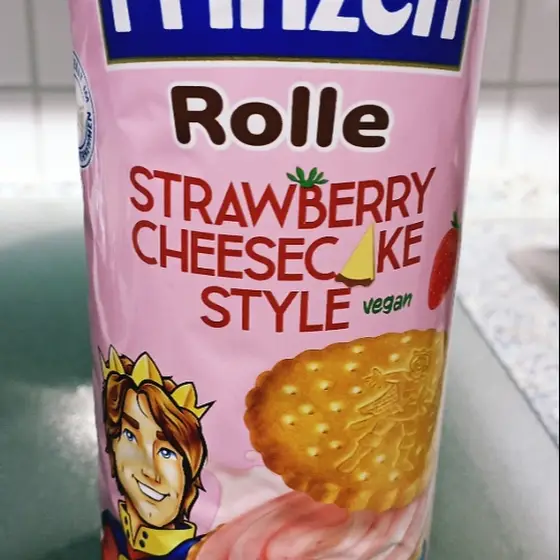 Prinzen
Rolle
STRAWBERRY
CHEESECAKE
STYLE vegan